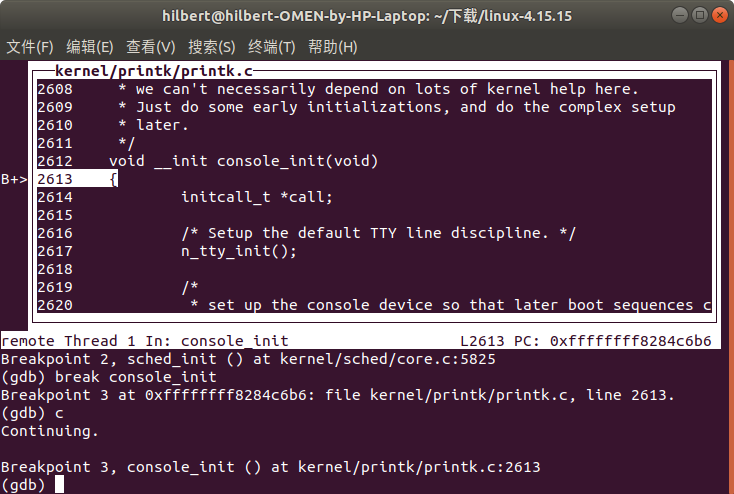 hilbert@hilbert-OMEN-by-HP-Laptop: ~/下载/linux-4.15.15
文件(F) 编辑(E) 查看(V) 搜索(S) 终端(T) 帮助(H)
kernel/printk/printk.c
2608     * we can't necessarily depend on lots of kernel help here.
2609     * Just do some early initializations, and do the complex setup
2610     * later.
2611     */
2612    void __init console_init(void)
B+> 2613    {
2614            initcall_t *call;
2615
2616            /* Setup the default TTY line discipline. */
2617            n_tty_init();
2618
2619            /*
2620             * set up the console device so that later boot sequences c
remote Thread 1 In: console_init L2613 PC: 0xffffffff8284c6b6
Breakpoint 2, sched_init () at kernel/sched/core.c:5825
(gdb) break console_init
Breakpoint 3 at 0xffffffff8284c6b6: file kernel/printk/printk.c, line 2613.
(gdb) c
Continuing.
Breakpoint 3, console_init () at kernel/printk/printk.c:2613
(gdb)